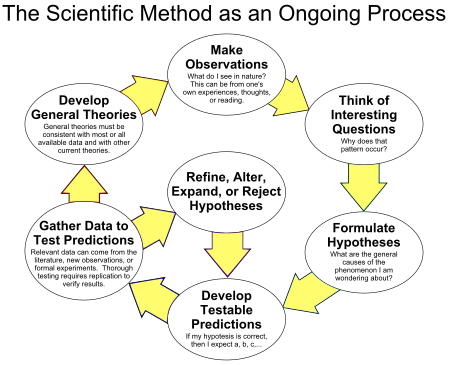 The Scientific Method as an Ongoing Process
Make
Observations
What do I see in nature?
This can be from one's
own experiences, thoughts,
or reading.
Think of
Interesting
Questions
Why does that
pattern occur?
Formulate
Hypotheses
What are the general
causes of the
phenomenon I am
wondering about?
Develop
Testable
Predictions
If my hypotesis is correct,
then I expect a, b, c,...
Gather Data to
Test Predictions
Relevant data can come from the
literature, new observations, or
formal experiments. Thorough
testing requires replication to
verify results.
Refine, Alter,
Expand, or Reject
Hypotheses
Develop
General Theories
General theories must be
consistent with most or all
available data and with other
current theories.